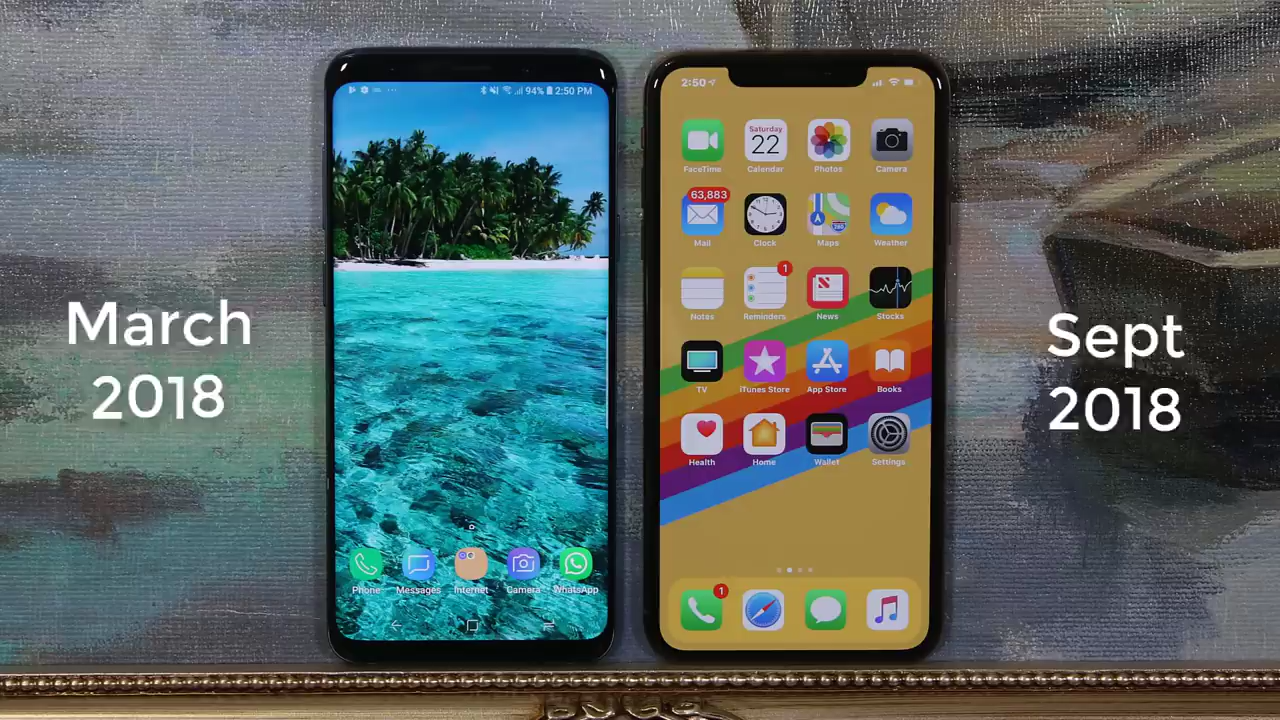 March
2018
94% 2:50 PM
Phone
Messages
Internet
Camera
WhatsApp
2:50
Saturday
22
FaceTime
Calendar
Photos
Camera
63,883
Mail
Clock
Maps
Weather
280
1
Notes
Reminders
News
Stocks
TV
iTunes Store
App Store
Books
Health
Home
Wallet
Settings
1
Sept
2018